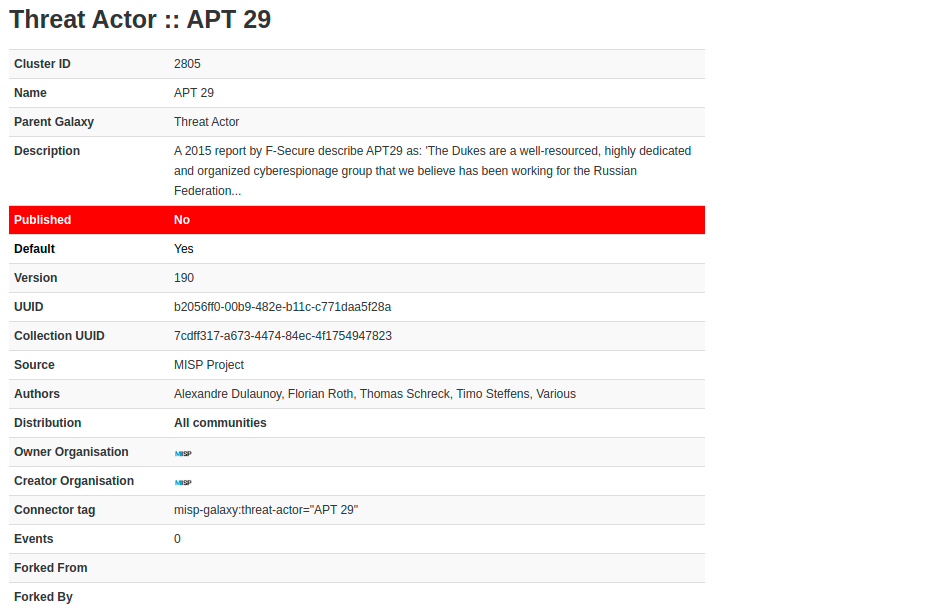 Threat Actor :: APT 29
Cluster ID 2805
Name APT 29
Parent Galaxy Threat Actor
Description A 2015 report by F-Secure describe APT29 as: 'The Dukes are a well-resourced, highly dedicated
and organized cyberespionage group that we believe has been working for the Russian
Federation...
Published No
Default Yes
Version 190
UUID b2056ff0-00b9-482e-b11c-c771daa5f28a
Collection UUID 7cdff317-a673-4474-84ec-4f1754947823
Source MISP Project
Authors Alexandre Dulaunoy, Florian Roth, Thomas Schreck, Timo Steffens, Various
Distribution All communities
Owner Organisation MISP
Creator Organisation MISP
Connector tag misp-galaxy:threat-actor="APT 29"
Events 0
Forked From
Forked By